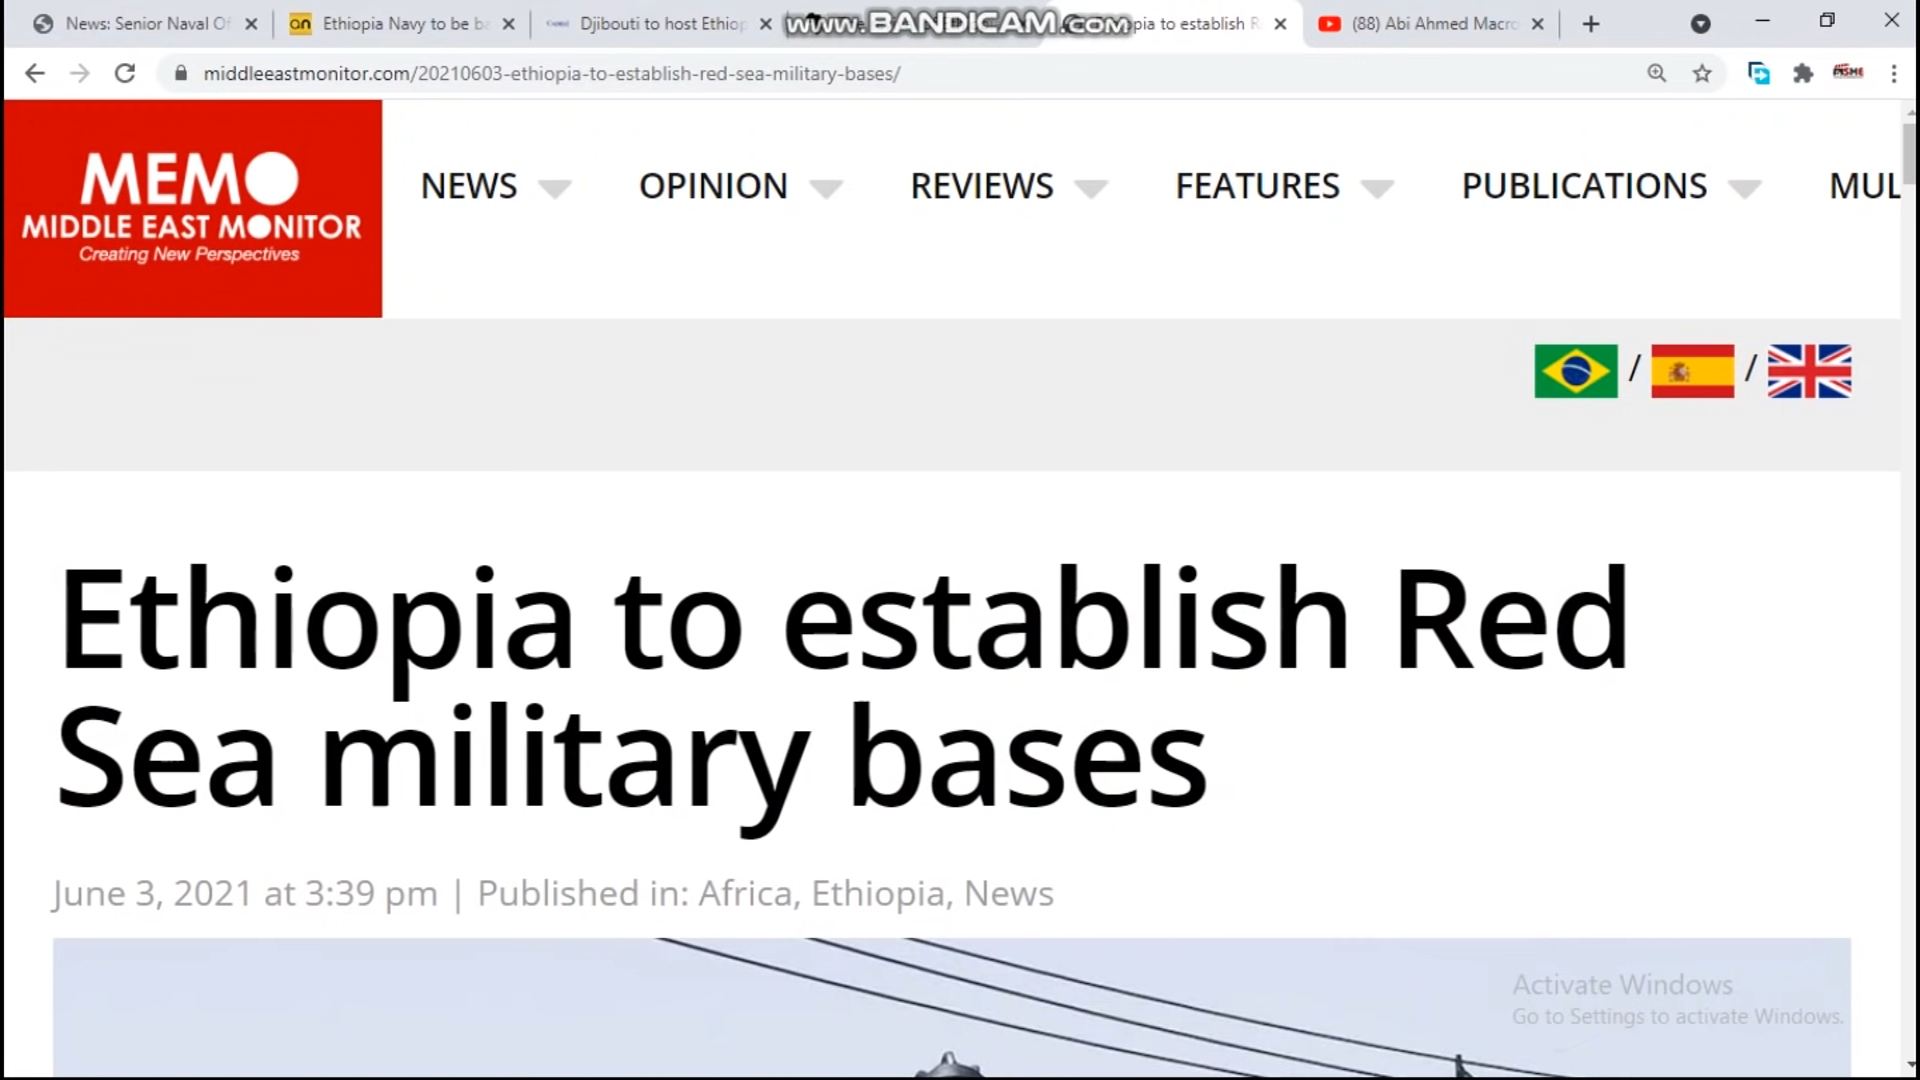 News: Senior Naval Of
Ethiopia Navy to be ba
Djibouti to host Ethiop
www.BANDICAM.com
pia to establish R
(88) Abi Ahmed Macro
middleeastmonitor.com/20210603-ethiopia-to-establish-red-sea-military-bases/
MEMO
MIDDLE EAST MONITOR
Creating New Perspectives
NEWS
OPINION
REVIEWS
FEATURES
PUBLICATIONS
MUL
/ /
Ethiopia to establish Red
Sea military bases
June 3, 2021 at 3:39 pm | Published in: Africa, Ethiopia, News
Activate Windows
Go to Settings to activate Windows.